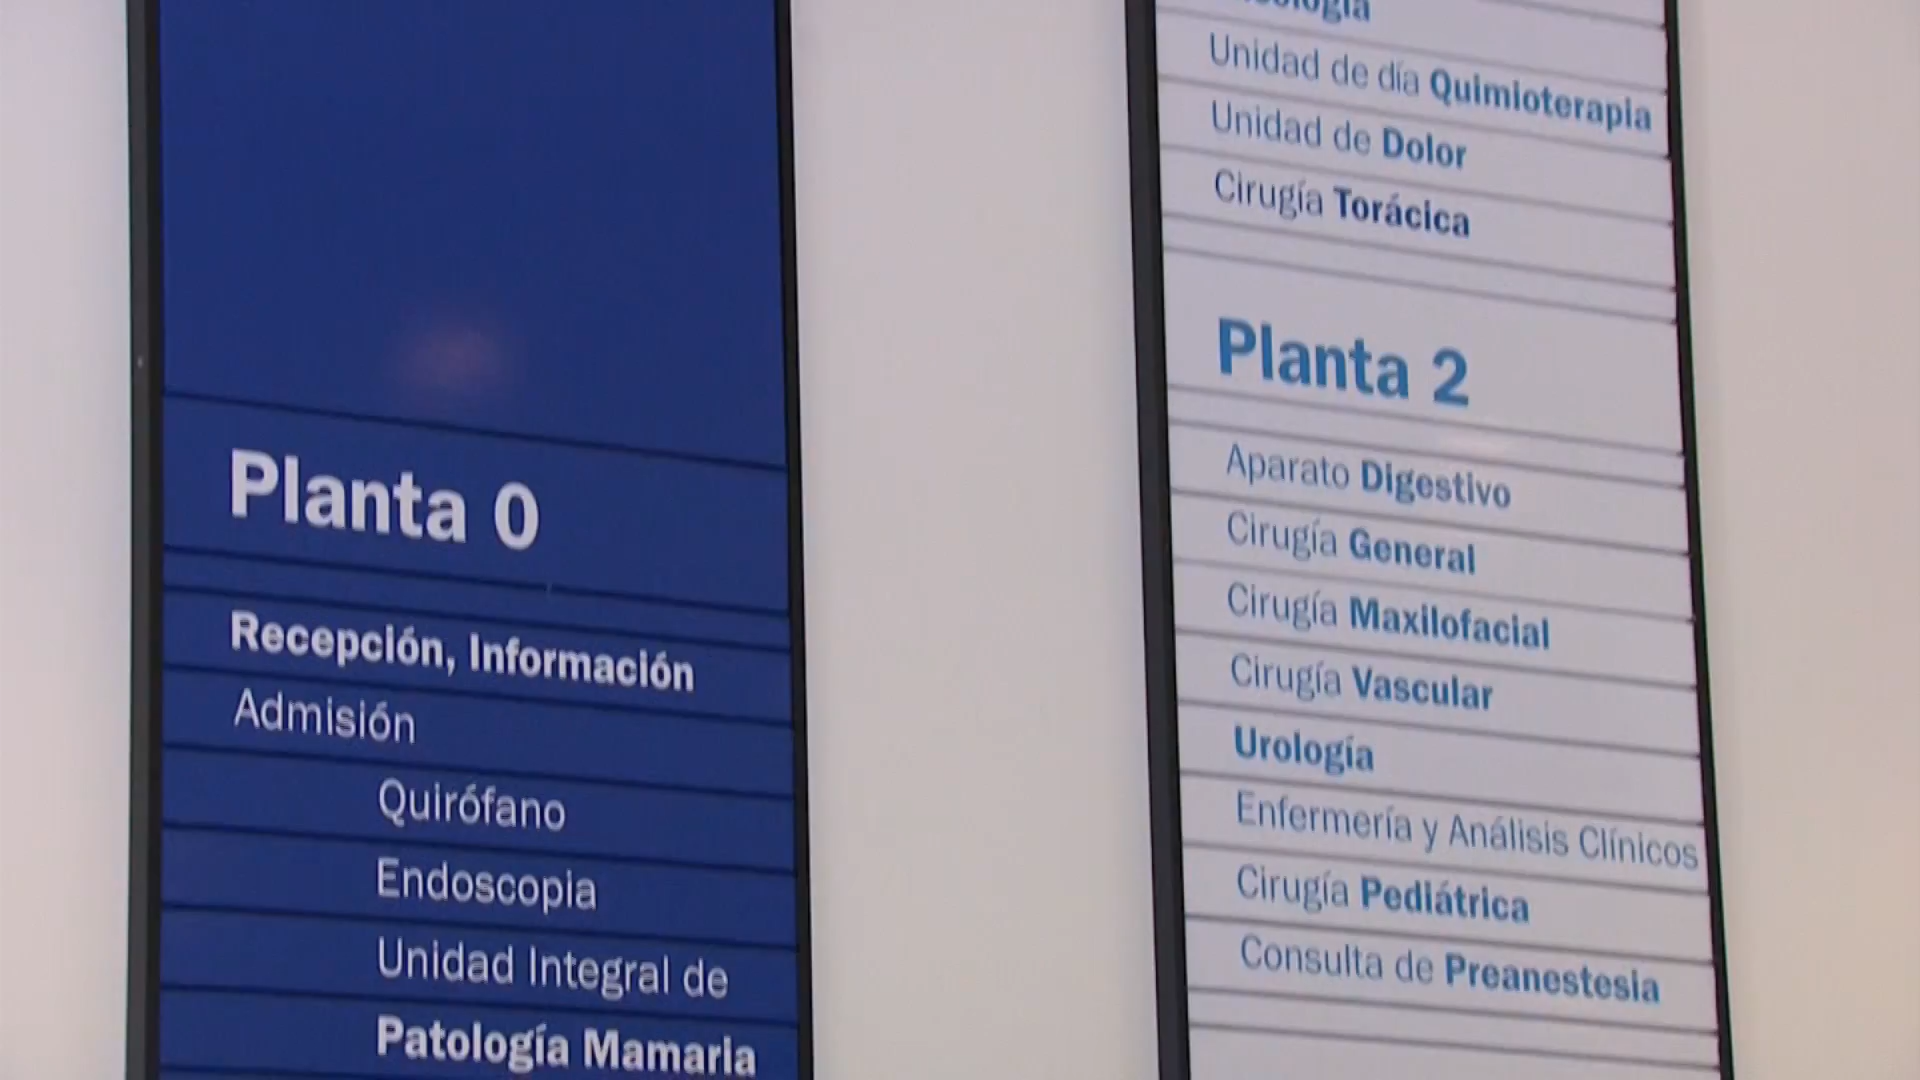 Planta 0
Recepción, Información
Admisión
Quirófano
Endoscopia
Unidad Integral de
Patología Mamaria
Unidad de día Quimioterapia
Unidad de Dolor
Cirugía Torácica
Planta 2
Aparato Digestivo
Cirugía General
Cirugía Maxilofacial
Cirugía Vascular
Urología
Enfermería y Análisis Clínicos
Cirugía Pediátrica
Consulta de Preanestesia